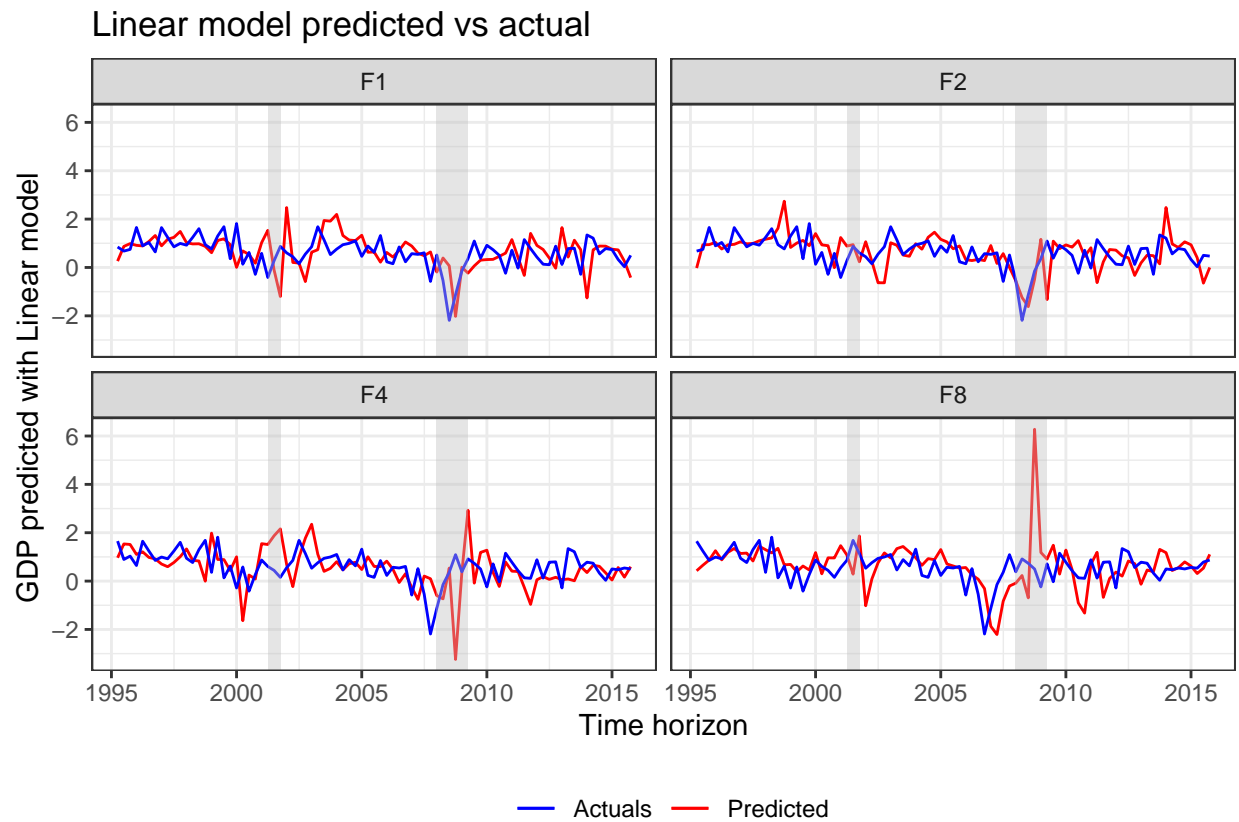 Linear model predicted vs actual
F1
F2
6
4
2
0
−2
F4
F8
6
4
2
0
−2
1995 2000 2005 2010 2015
1995 2000 2005 2010 2015
GDP predicted with Linear model
Time horizon
Actuals Predicted